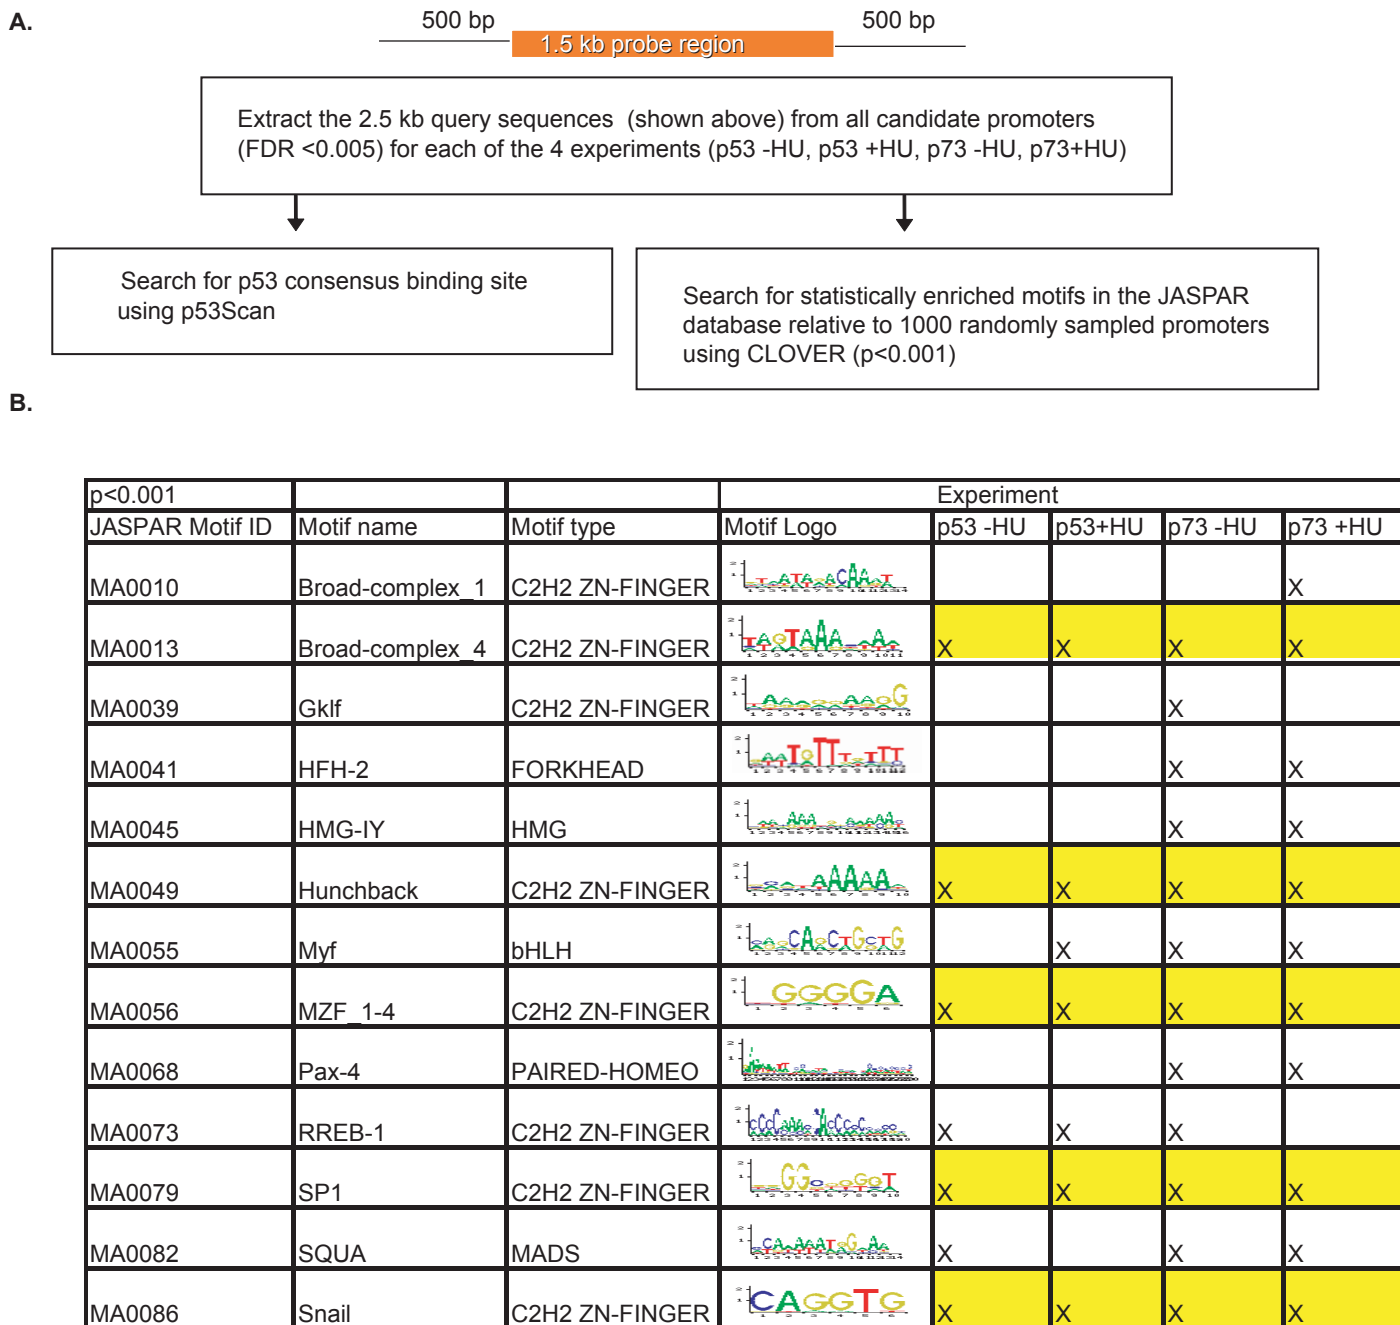 A.
500 bp 500 bp
1.5 kb probe region
Extract the 2.5 kb query sequences (shown above) from all candidate promoters
(FDR <0.005) for each of the 4 experiments (p53 -HU, p53 +HU, p73 -HU, p73+HU)
Search for p53 consensus binding site
using p53Scan
Search for statistically enriched motifs in the JASPAR
database relative to 1000 randomly sampled promoters
using CLOVER (p<0.001)
B.
p<0.001 Experiment
JASPAR Motif ID Motif name Motif type Motif Logo p53 -HU p53+HU p73 -HU p73 +HU
MA0010 Broad-complex_1 C2H2 ZN-FINGER X
MA0013 Broad-complex_4 C2H2 ZN-FINGER X X X X
MA0039 Gklf C2H2 ZN-FINGER X
MA0041 HFH-2 FORKHEAD X X
MA0045 HMG-IY HMG X X
MA0049 Hunchback C2H2 ZN-FINGER X X X X
MA0055 Myf bHLH X X X
MA0056 MZF_1-4 C2H2 ZN-FINGER GGGGA X X X X
MA0068 Pax-4 PAIRED-HOMEO X X
MA0073 RREB-1 C2H2 ZN-FINGER X X X
MA0079 SP1 C2H2 ZN-FINGER X X X X
MA0082 SQUA MADS X X X
MA0086 Snail C2H2 ZN-FINGER CAGGTG X X X X